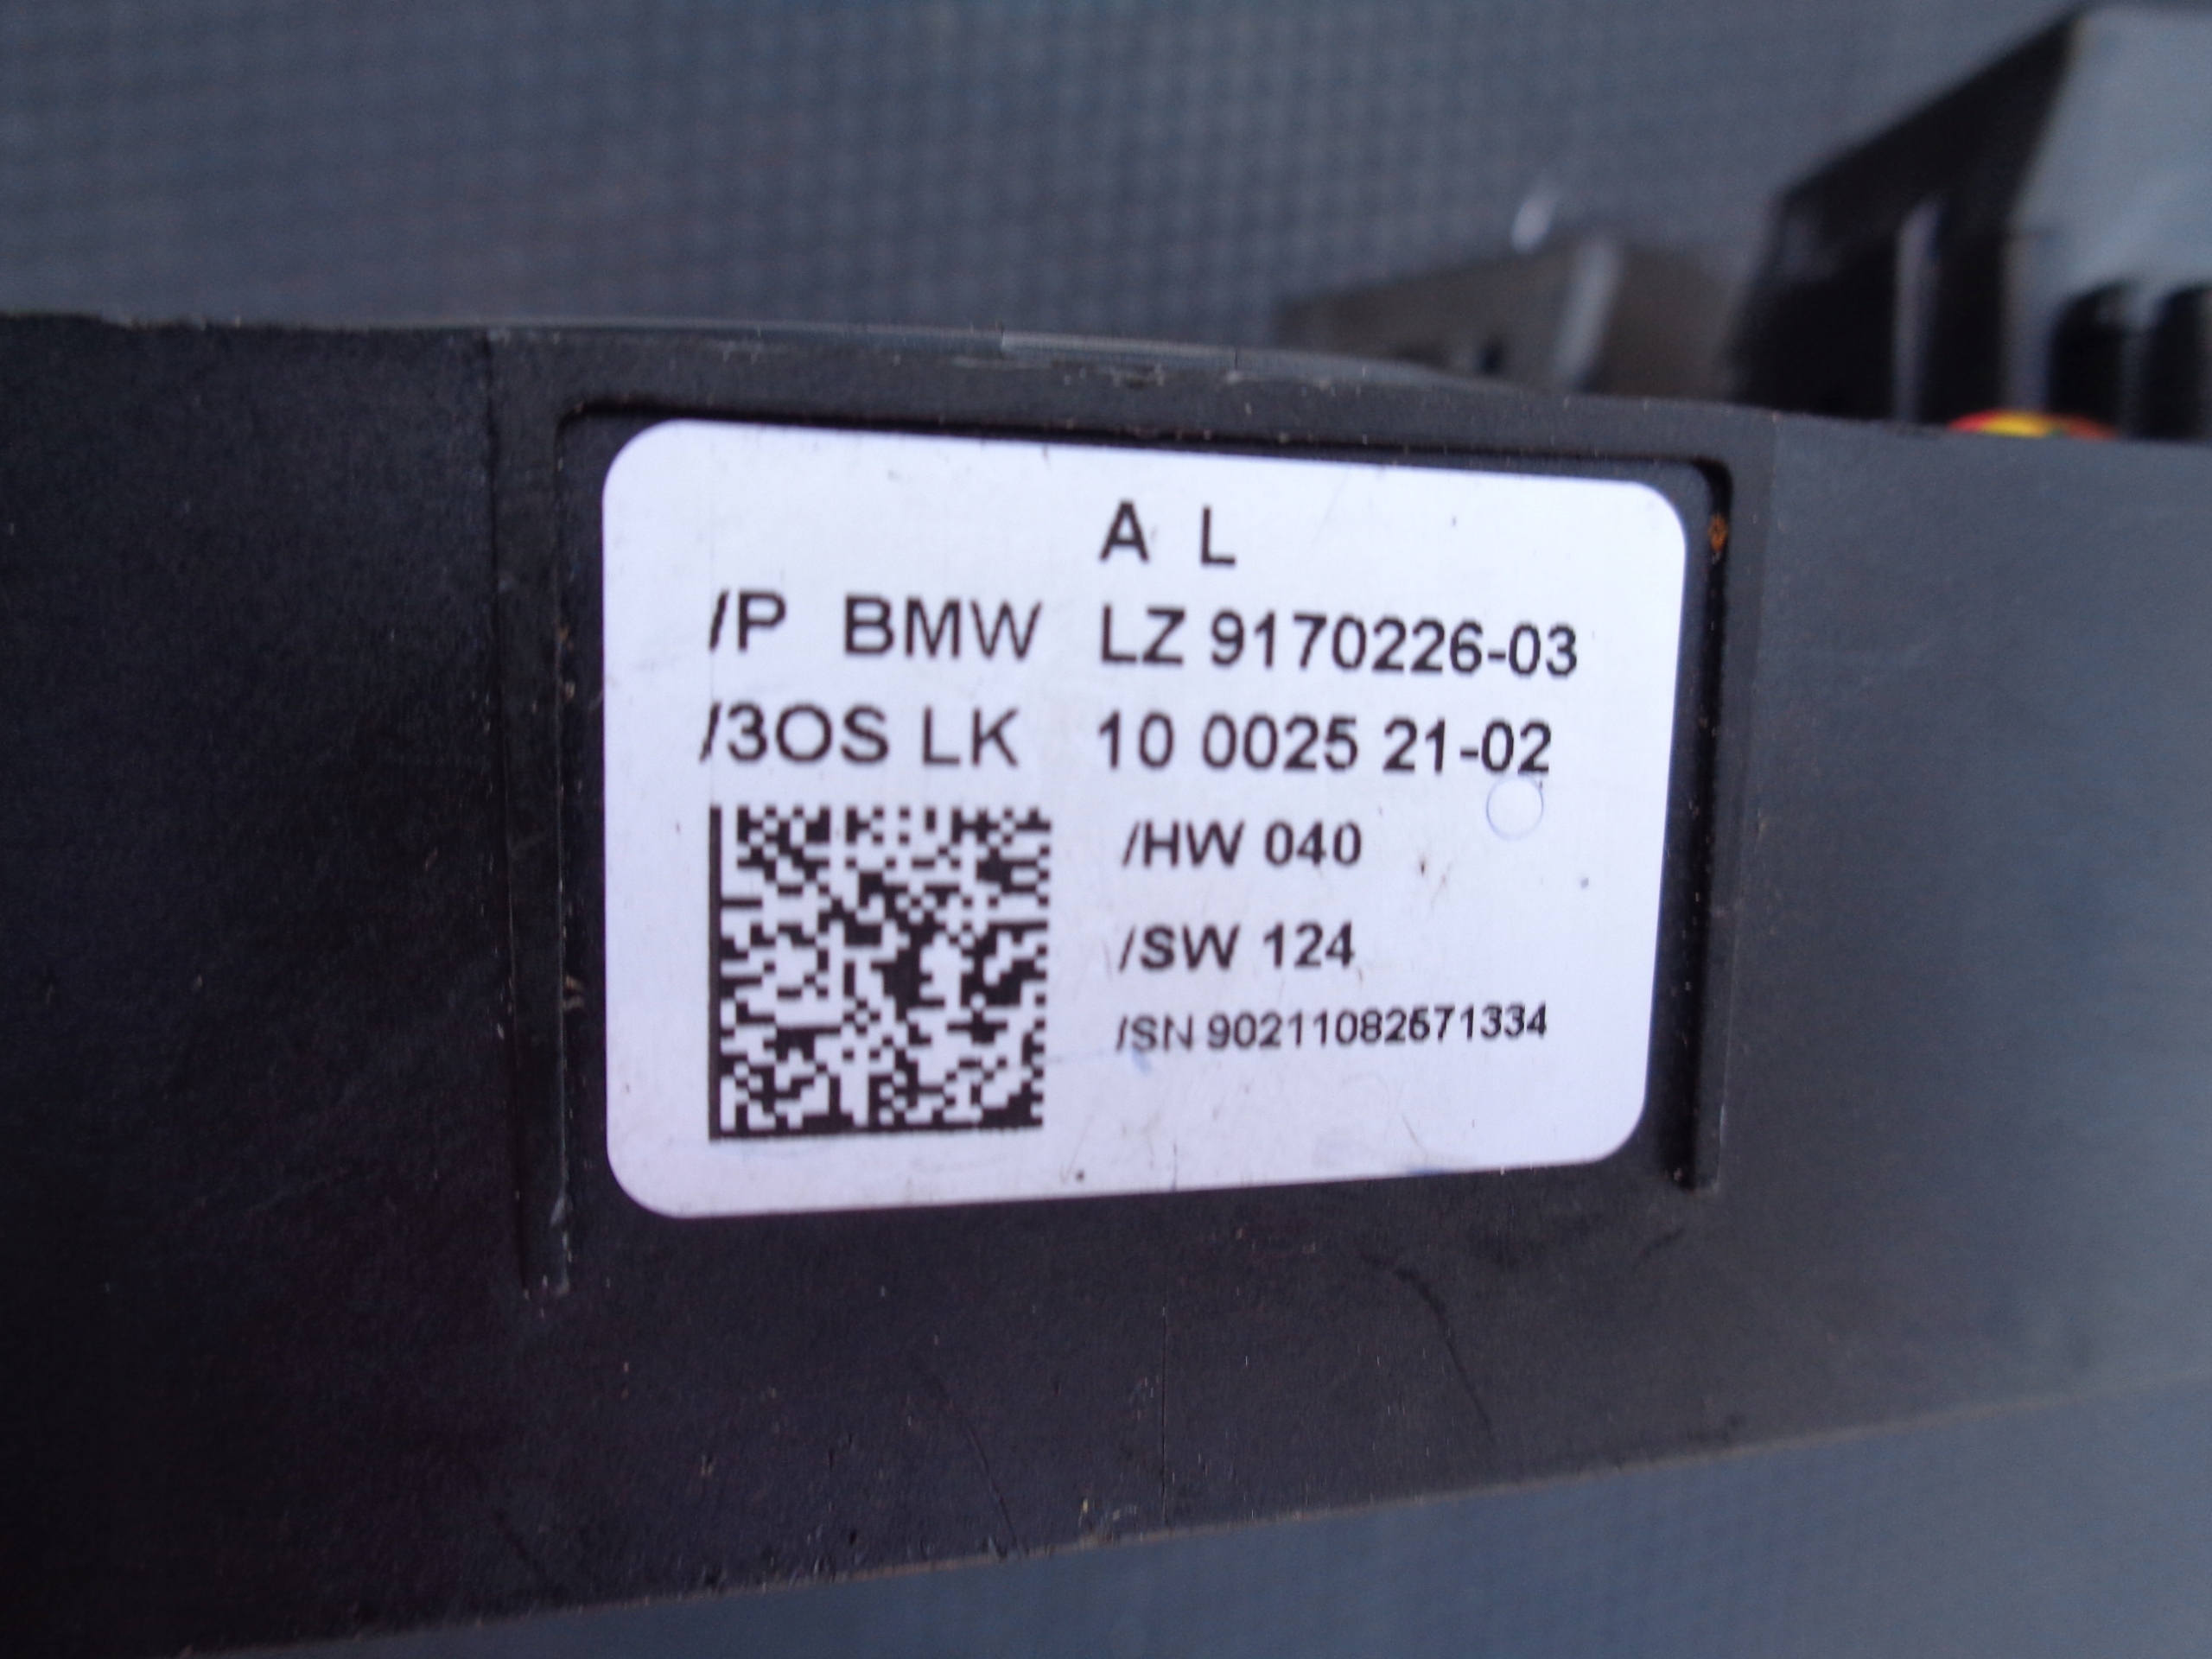 A L
/P BMW LZ 9170226-03
/3OS LK 10 0025 21-02
/HW 040
/SW 124
/SN 90211082571334